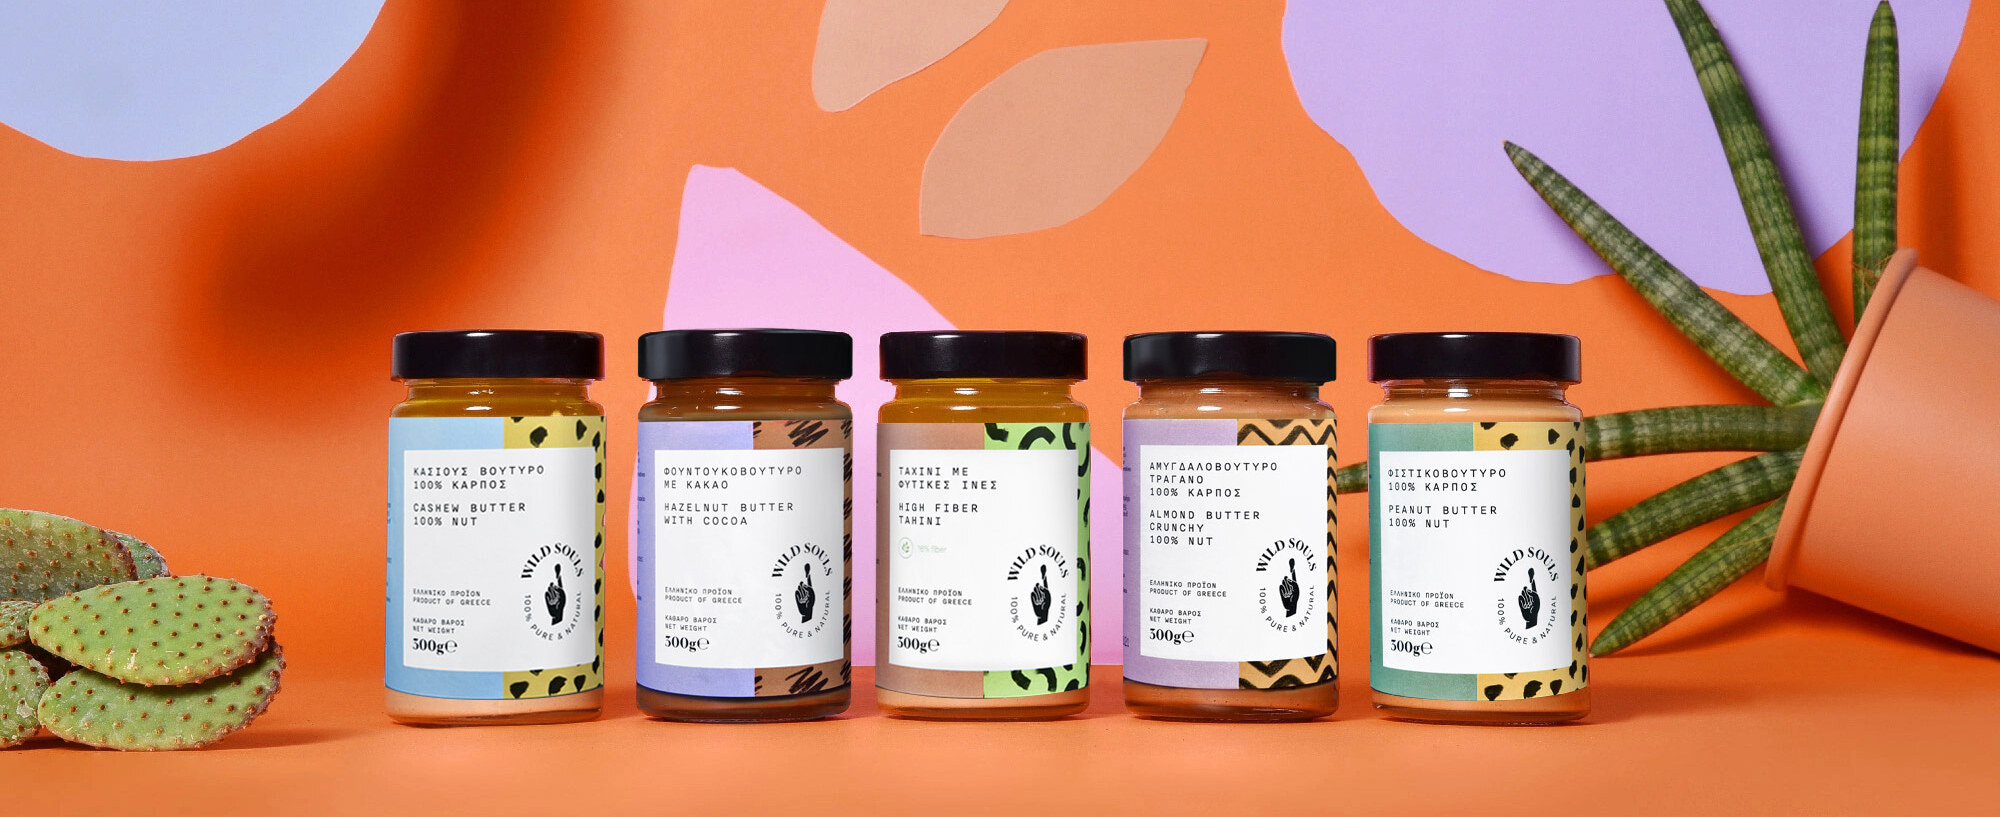 ΚΑΣΙΟΥΣ ΒΟΥΤΥΡΟ
100% ΚΑΡΠΟΣ
CASHEW BUTTER
100% NUT
WILD SOULS
100% PURE & NATURAL
ΕΛΛΗΝΙΚΟ ΠΡΟΪΟΝ
PRODUCT OF GREECE
ΚΑΘΑΡΟ ΒΑΡΟΣ
NET WEIGHT
300g℮
ΦΟΥΝΤΟΥΚΟΒΟΥΤΥΡΟ
ΜΕ ΚΑΚΑΟ
HAZELNUT BUTTER
WITH COCOA
WILD SOULS
100% PURE & NATURAL
ΕΛΛΗΝΙΚΟ ΠΡΟΪΟΝ
PRODUCT OF GREECE
ΚΑΘΑΡΟ ΒΑΡΟΣ
NET WEIGHT
300g℮
ΤΑΧΙΝΙ ΜΕ
ΦΥΤΙΚΕΣ ΙΝΕΣ
HIGH FIBER
TAHINI
fiber
WILD SOULS
100% PURE & NATURAL
ΕΛΛΗΝΙΚΟ ΠΡΟΪΟΝ
PRODUCT OF GREECE
ΚΑΘΑΡΟ ΒΑΡΟΣ
NET WEIGHT
300g℮
ΑΜΥΓΔΑΛΟΒΟΥΤΥΡΟ
ΤΡΑΓΑΝΟ
100% ΚΑΡΠΟΣ
ALMOND BUTTER
CRUNCHY
100% NUT
WILD SOULS
100% PURE & NATURAL
ΕΛΛΗΝΙΚΟ ΠΡΟΪΟΝ
PRODUCT OF GREECE
ΚΑΘΑΡΟ ΒΑΡΟΣ
NET WEIGHT
300g℮
ΦΙΣΤΙΚΟΒΟΥΤΥΡΟ
100% ΚΑΡΠΟΣ
PEANUT BUTTER
100% NUT
WILD SOULS
100% PURE & NATURAL
ΕΛΛΗΝΙΚΟ ΠΡΟΪΟΝ
PRODUCT OF GREECE
ΚΑΘΑΡΟ ΒΑΡΟΣ
NET WEIGHT
300g℮